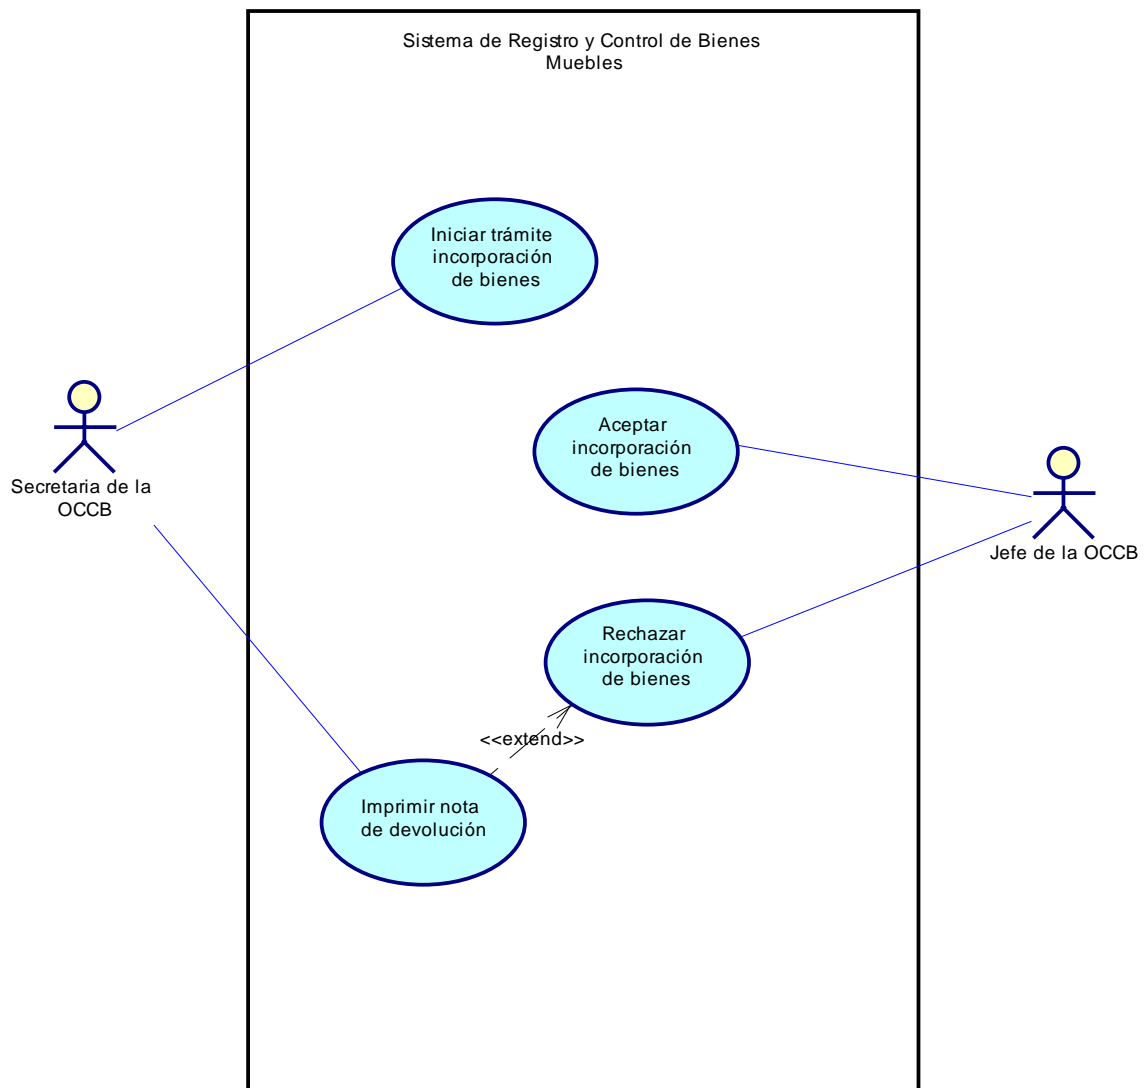 Sistema de Registro y Control de Bienes
Muebles
Iniciar trámite
incorporación
de bienes
Aceptar
incorporación
de bienes
Secretaria de la
OCCB
Jefe de la OCCB
Rechazar
incorporación
de bienes
<<extend>>
Imprimir nota
de devolución